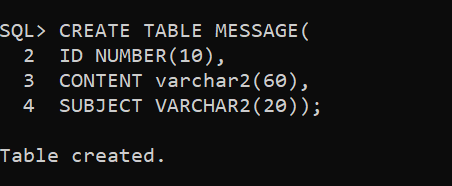 SQL> CREATE TABLE MESSAGE(
  2  ID NUMBER(10),
  3  CONTENT varchar2(60),
  4  SUBJECT VARCHAR2(20));
Table created.